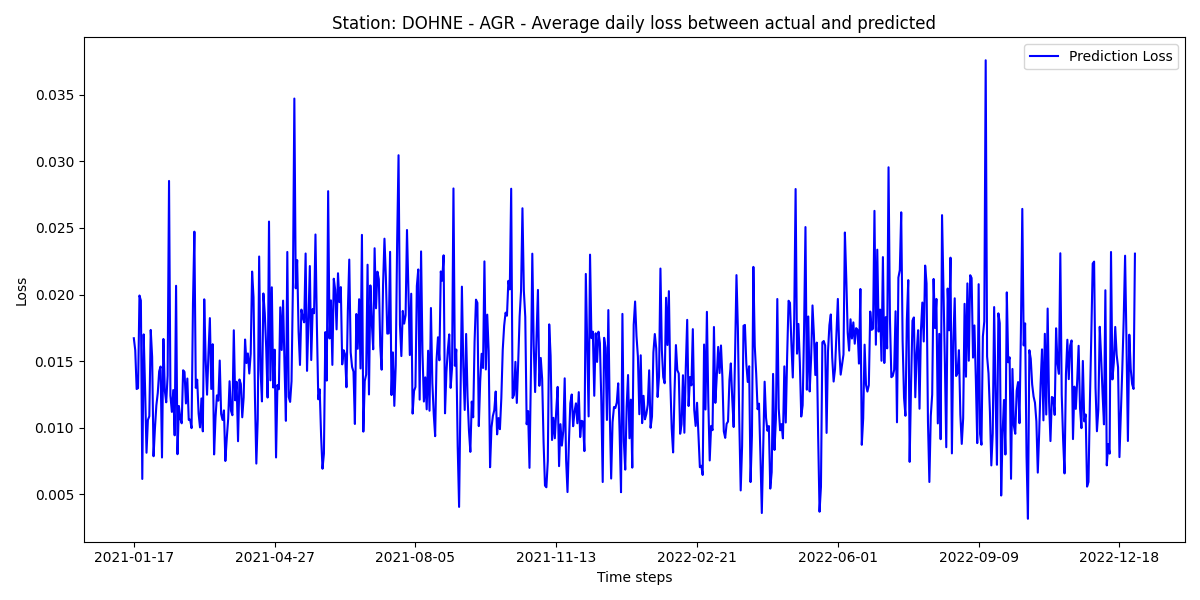 Station: DOHNE - AGR - Average daily loss between actual and predicted
Prediction Loss
Loss
0.035
0.030
0.025
0.020
0.015
0.010
0.005
2021-01-17 2021-04-27 2021-08-05 2021-11-13 2022-02-21 2022-06-01 2022-09-09 2022-12-18
Time steps